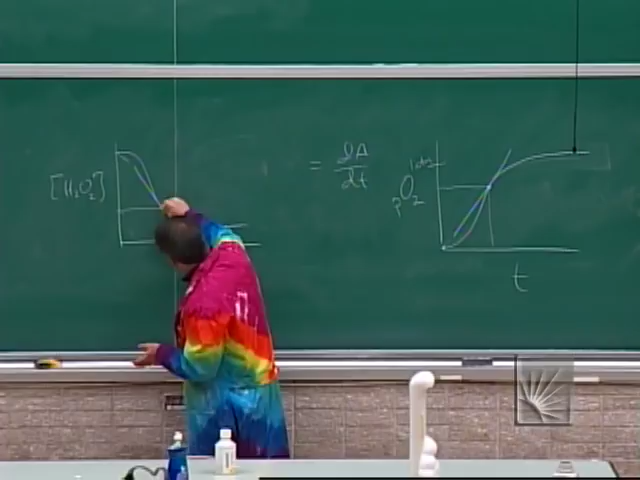 [H₂O₂]
= dA/dt
1 atm
pO₂
t